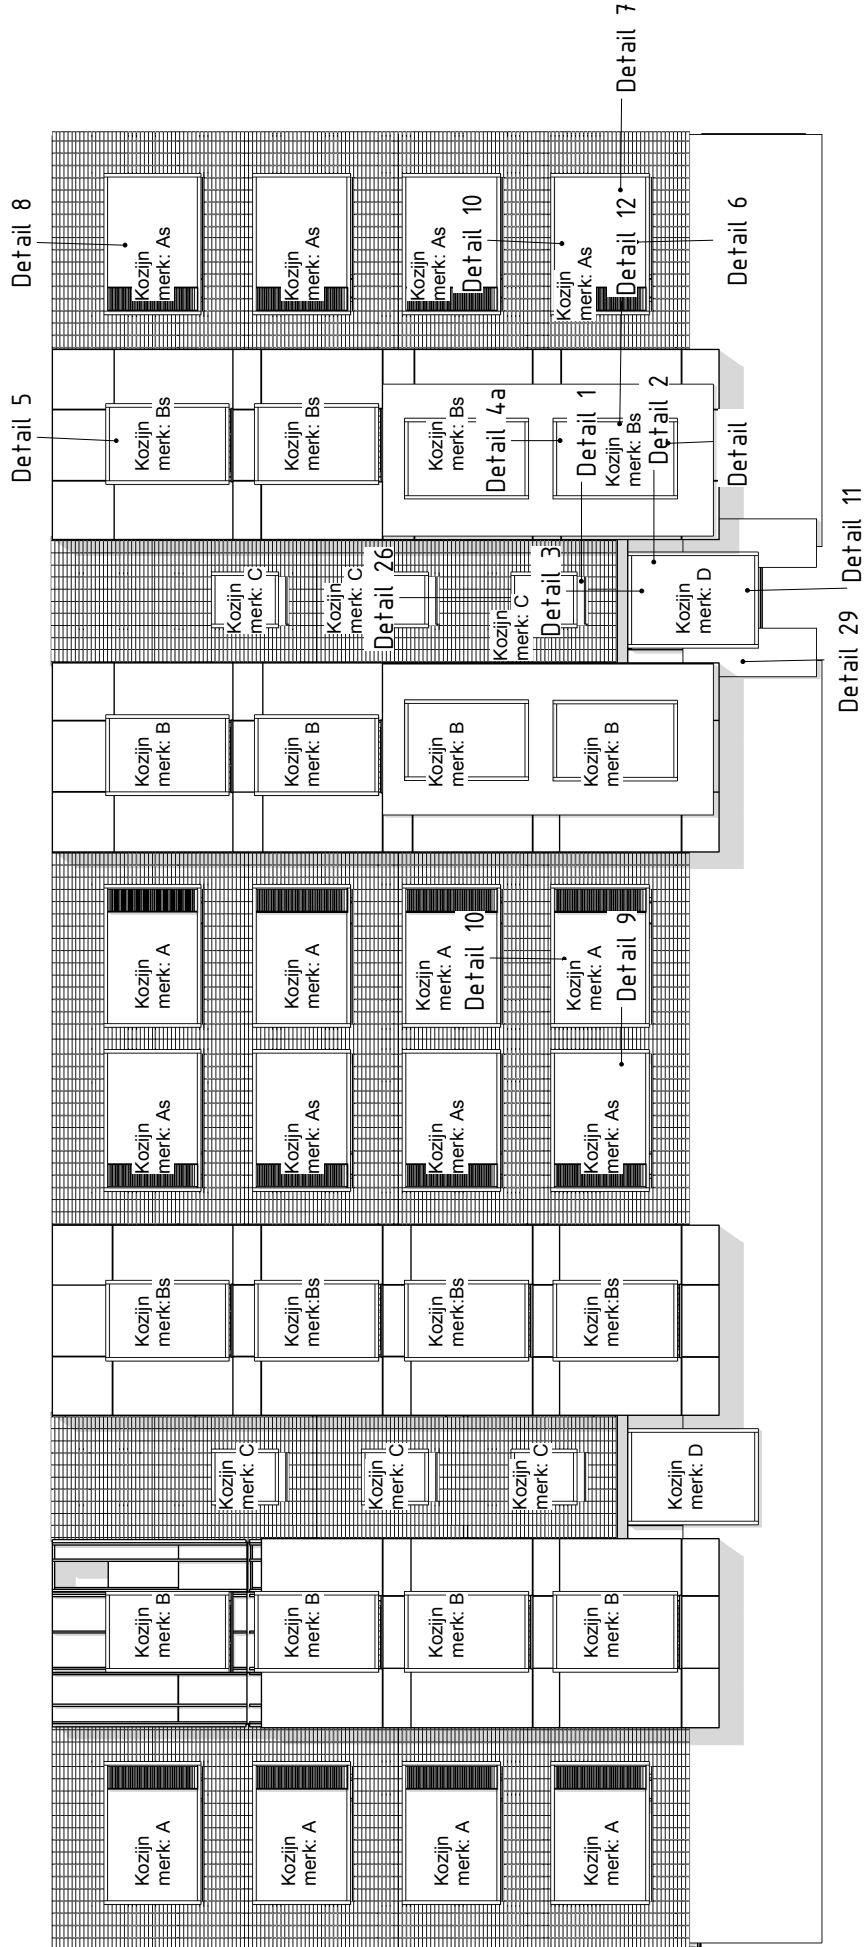 Detail 8
Detail 5
Detail 7
Kozijn
merk: As
Kozijn
merk: As
Kozijn
merk: As
Detail 10
Kozijn
merk: As
Detail 12
Detail 6
Kozijn
merk: Bs
Kozijn
merk: Bs
Kozijn
merk: Bs
Detail 4a
Detail 1
Kozijn
merk: Bs
Detail 2
Detail
Kozijn
merk: C
Kozijn
merk: C
Detail 26
Kozijn
merk: C
Detail 3
Kozijn
merk: D
Detail 11
Detail 29
Kozijn
merk: B
Kozijn
merk: B
Kozijn
merk: B
Kozijn
merk: B
Kozijn
merk: A
Kozijn
merk: A
Kozijn
merk: A
Detail 10
Kozijn
merk: A
Detail 9
Kozijn
merk: As
Kozijn
merk: As
Kozijn
merk: As
Kozijn
merk: As
Kozijn
merk:Bs
Kozijn
merk:Bs
Kozijn
merk:Bs
Kozijn
merk:Bs
Kozijn
merk: C
Kozijn
merk: C
Kozijn
merk: C
Kozijn
merk: D
Kozijn
merk: B
Kozijn
merk: B
Kozijn
merk: B
Kozijn
merk: B
Kozijn
merk: A
Kozijn
merk: A
Kozijn
merk: A
Kozijn
merk: A